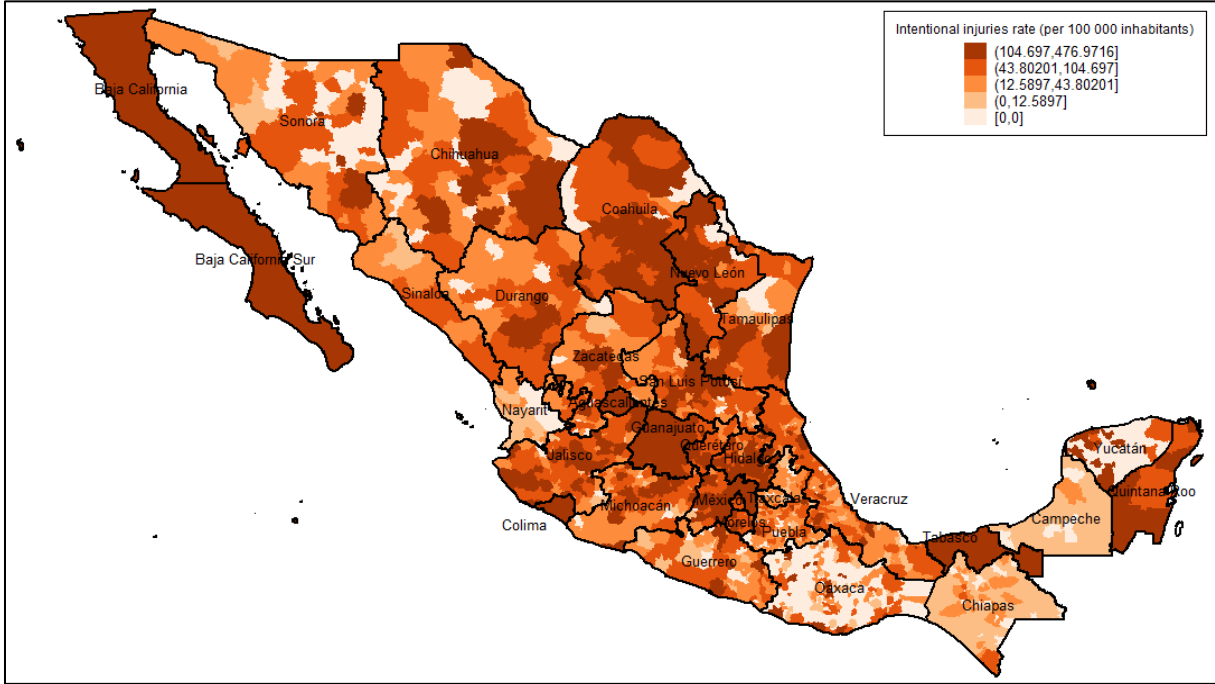 Intentional injuries rate (per 100 000 inhabitants)
(104.697,476.9716]
(43.80201,104.697]
(12.5897,43.80201]
(0,12.5897]
[0,0]
Baja California
Sonora
Chihuahua
Coahuila
Baja California Sur
Nuevo León
Sinaloa
Durango
Tamaulipas
Zacatecas
San Luis Potosí
Aguascalientes
Nayarit
Guanajuato
Querétaro
Hidalgo
Yucatán
Jalisco
Quintana Roo
México
Tlaxcala
Veracruz
Michoacán
Colima
Morelos
Puebla
Campeche
Tabasco
Guerrero
Oaxaca
Chiapas